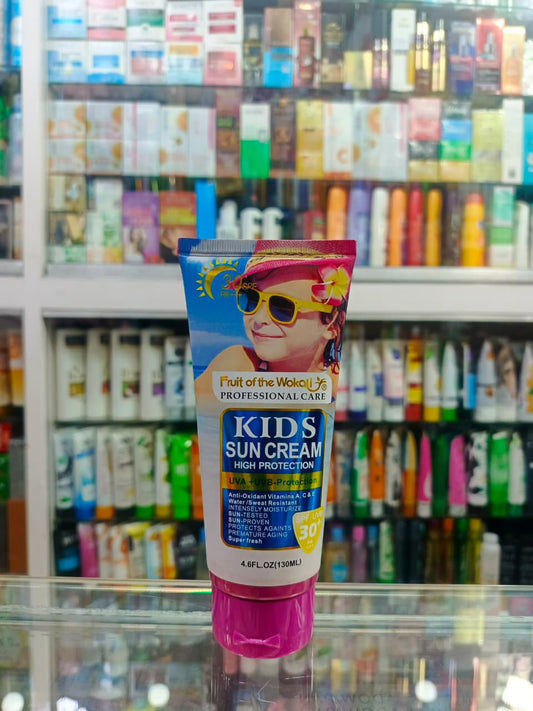 Fruit of the Wokali
PROFESSIONAL CARE
KIDS
SUN CREAM
HIGH PROTECTION
UVA +UVB-Protection
Anti-Oxidant Vitamins A, C & E
Water/Sweat Resistant
INTENSELY MOISTURIZE
SUN-TESTED
SUN-PROVEN
PROTECTS AGAINTS
PREMATURE AGING
Super fresh
30+
4.6FL.OZ(130ML)